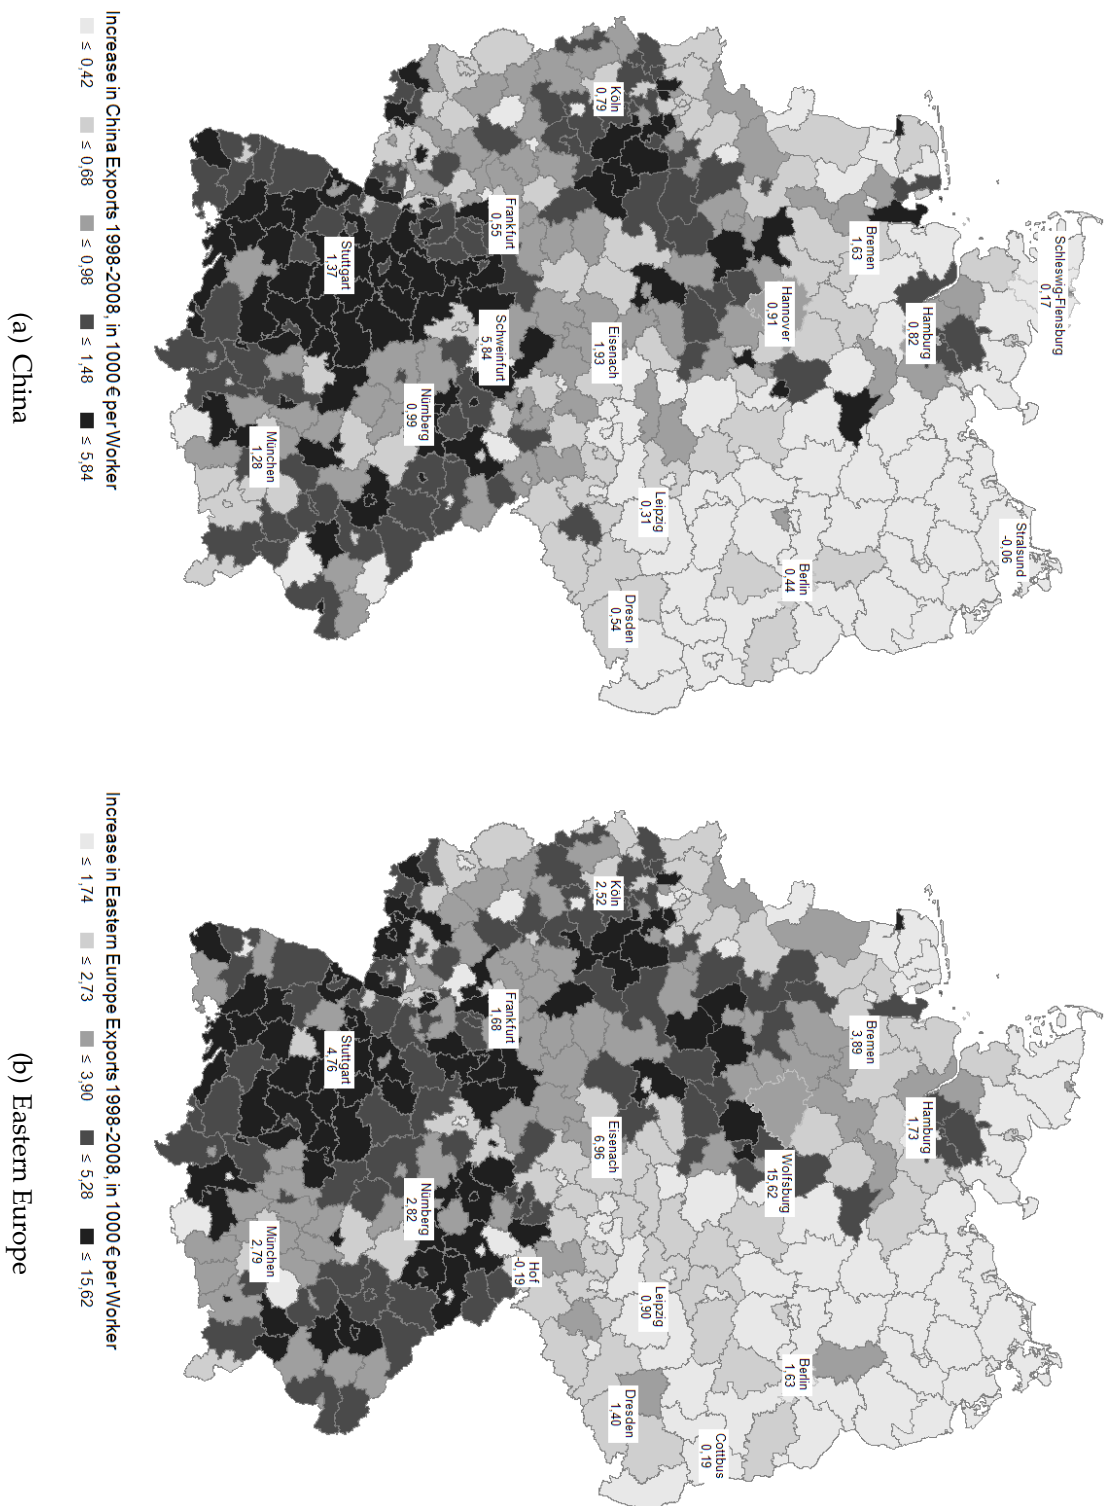 Schleswig-Flensburg
0,17
Stralsund
-0,06
Hamburg
0,82
Bremen
1,63
Hannover
0,91
Berlin
0,44
Leipzig
0,31
Dresden
0,54
Eisenach
1,93
Köln
0,79
Frankfurt
0,55
Schweinfurt
5,84
Nürnberg
0,99
Stuttgart
1,37
München
1,28
Increase in China Exports 1998-2008, in 1000 € per Worker
≤ 0,42 ≤ 0,68 ≤ 0,98 ≤ 1,48 ≤ 5,84
(a) China
Hamburg
1,73
Bremen
3,89
Wolfsburg
15,62
Berlin
1,63
Cottbus
0,19
Leipzig
0,90
Dresden
1,40
Eisenach
6,96
Köln
2,52
Hof
-0,19
Frankfurt
1,68
Nürnberg
2,82
Stuttgart
4,76
München
2,79
Increase in Eastern Europe Exports 1998-2008, in 1000 € per Worker
≤ 1,74 ≤ 2,73 ≤ 3,90 ≤ 5,28 ≤ 15,62
(b) Eastern Europe